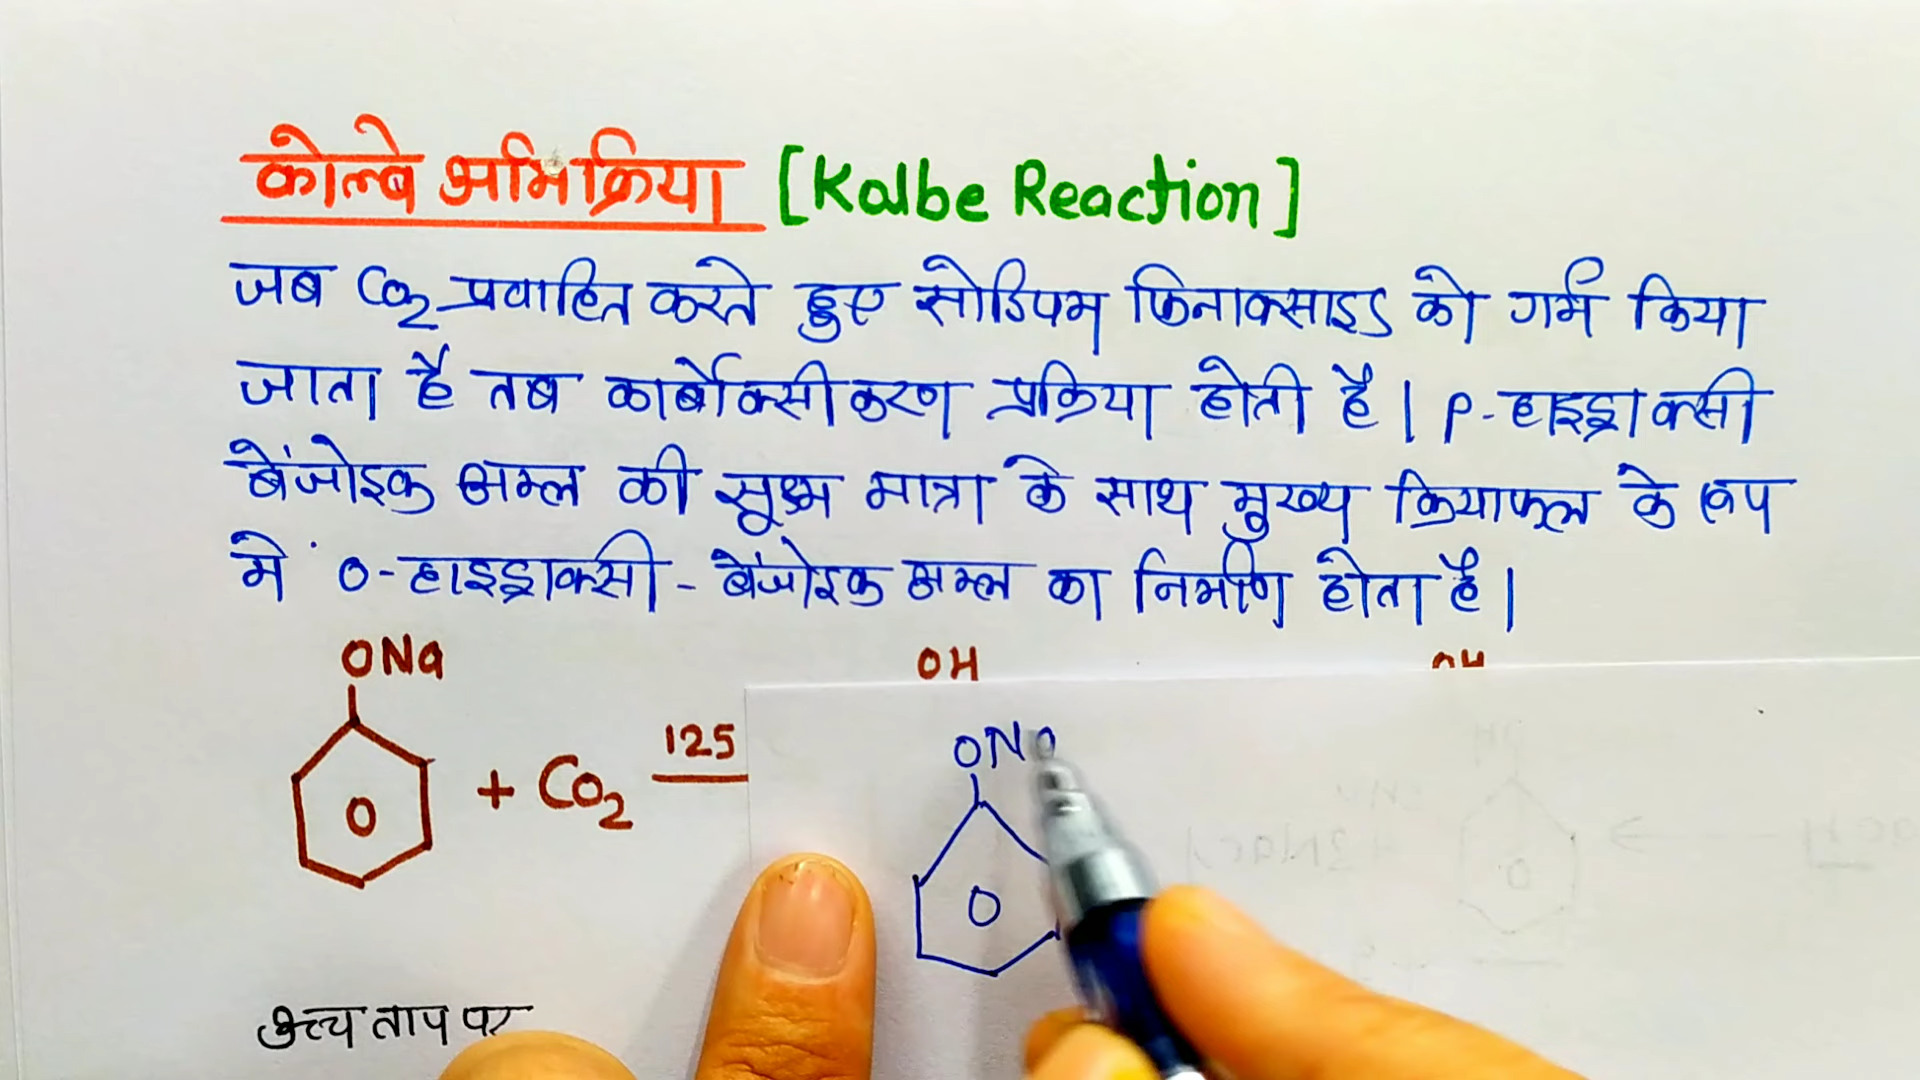 कोल्बे अभिक्रिया [Kolbe Reaction]
जब CO2 प्रवाहित करते हुए सोडियम फिनाक्साइड को गर्म किया
जाता है तब कार्बोक्सीकरण प्रक्रिया होती है। p-हाइड्राक्सी
बेंजोइक अम्ल की सूक्ष्म मात्रा के साथ मुख्य क्रियाफल के रूप
में o-हाइड्राक्सी-बेंजोइक अम्ल का निर्माण होता है।
ONa OH OH
+ CO2 125
ONa
उच्च ताप पर